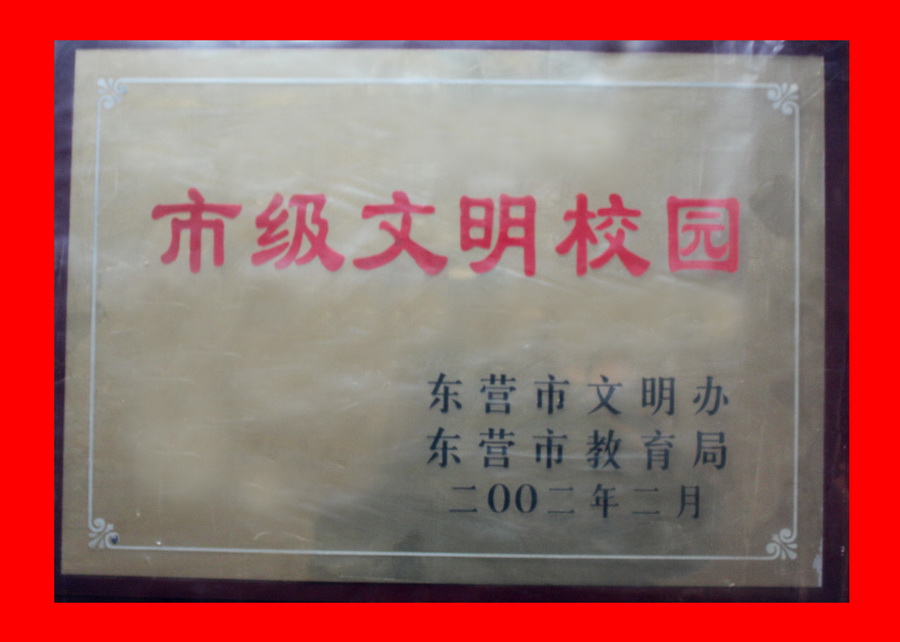 市级文明校园
东营市文明办
东营市教育局
二00二年二月